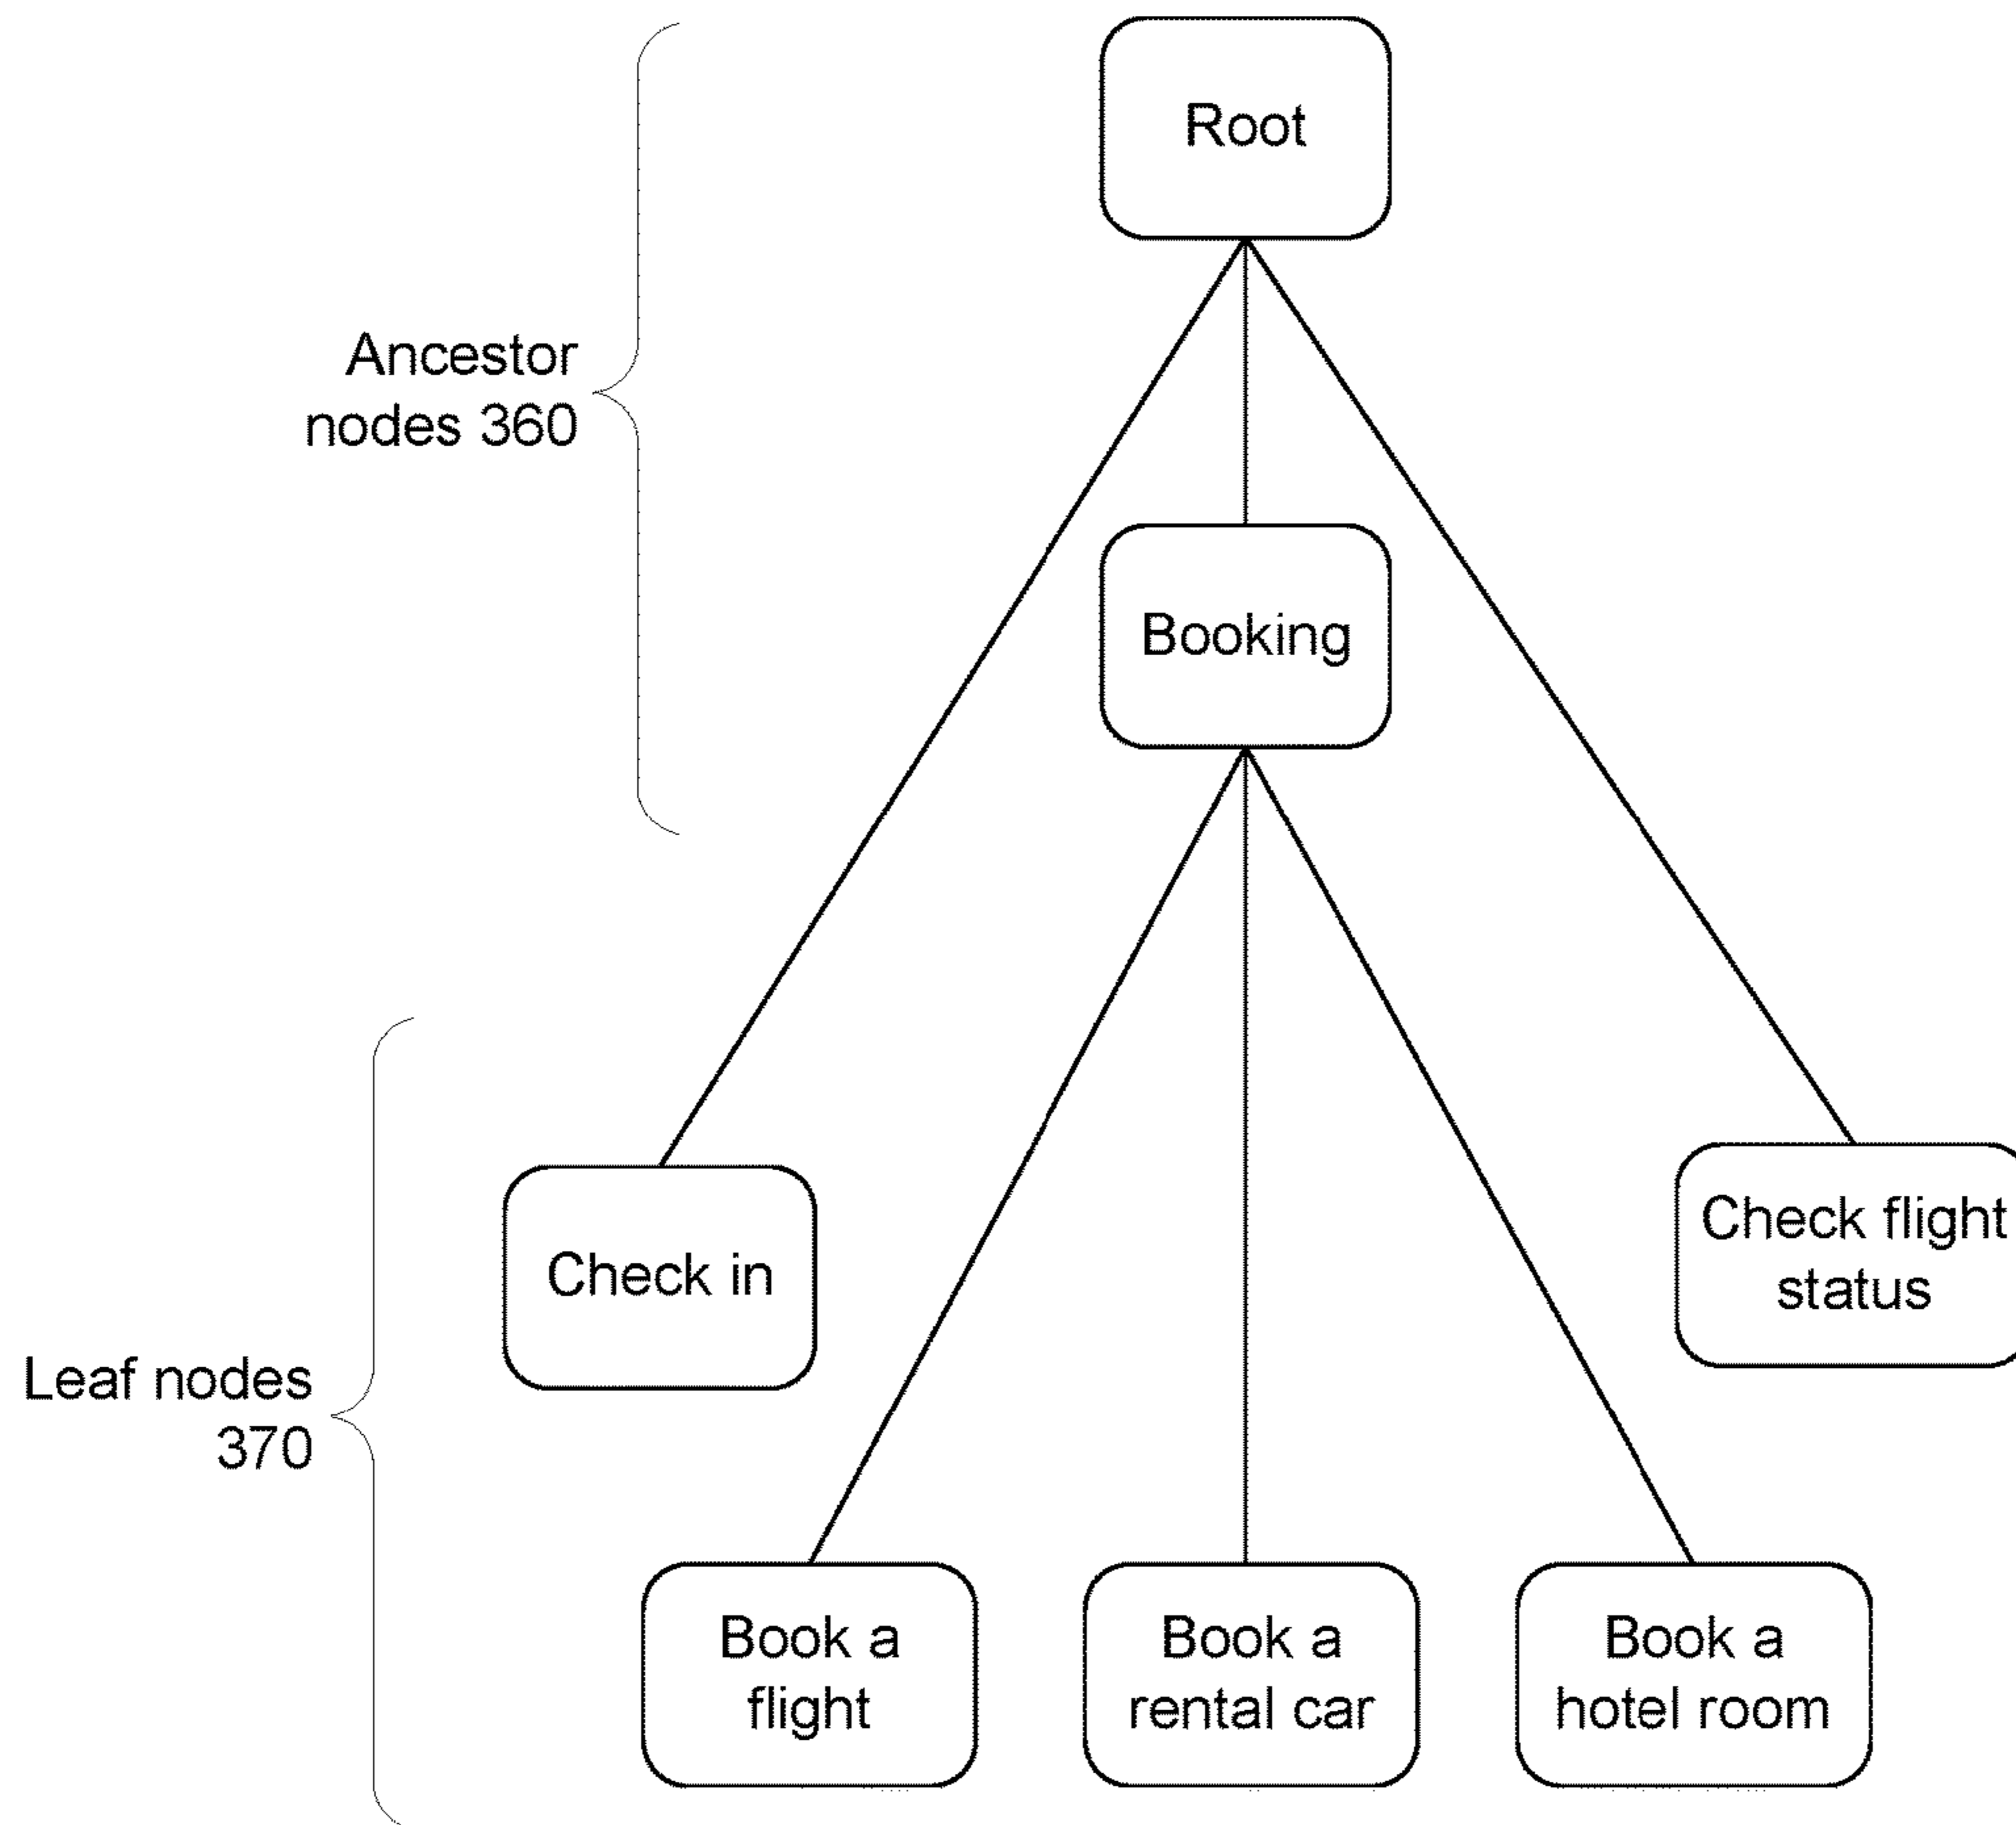 Root
Ancestor
nodes 360
Booking
Check in
Check flight
status
Leaf nodes
370
Book a
flight
Book a
rental car
Book a
hotel room